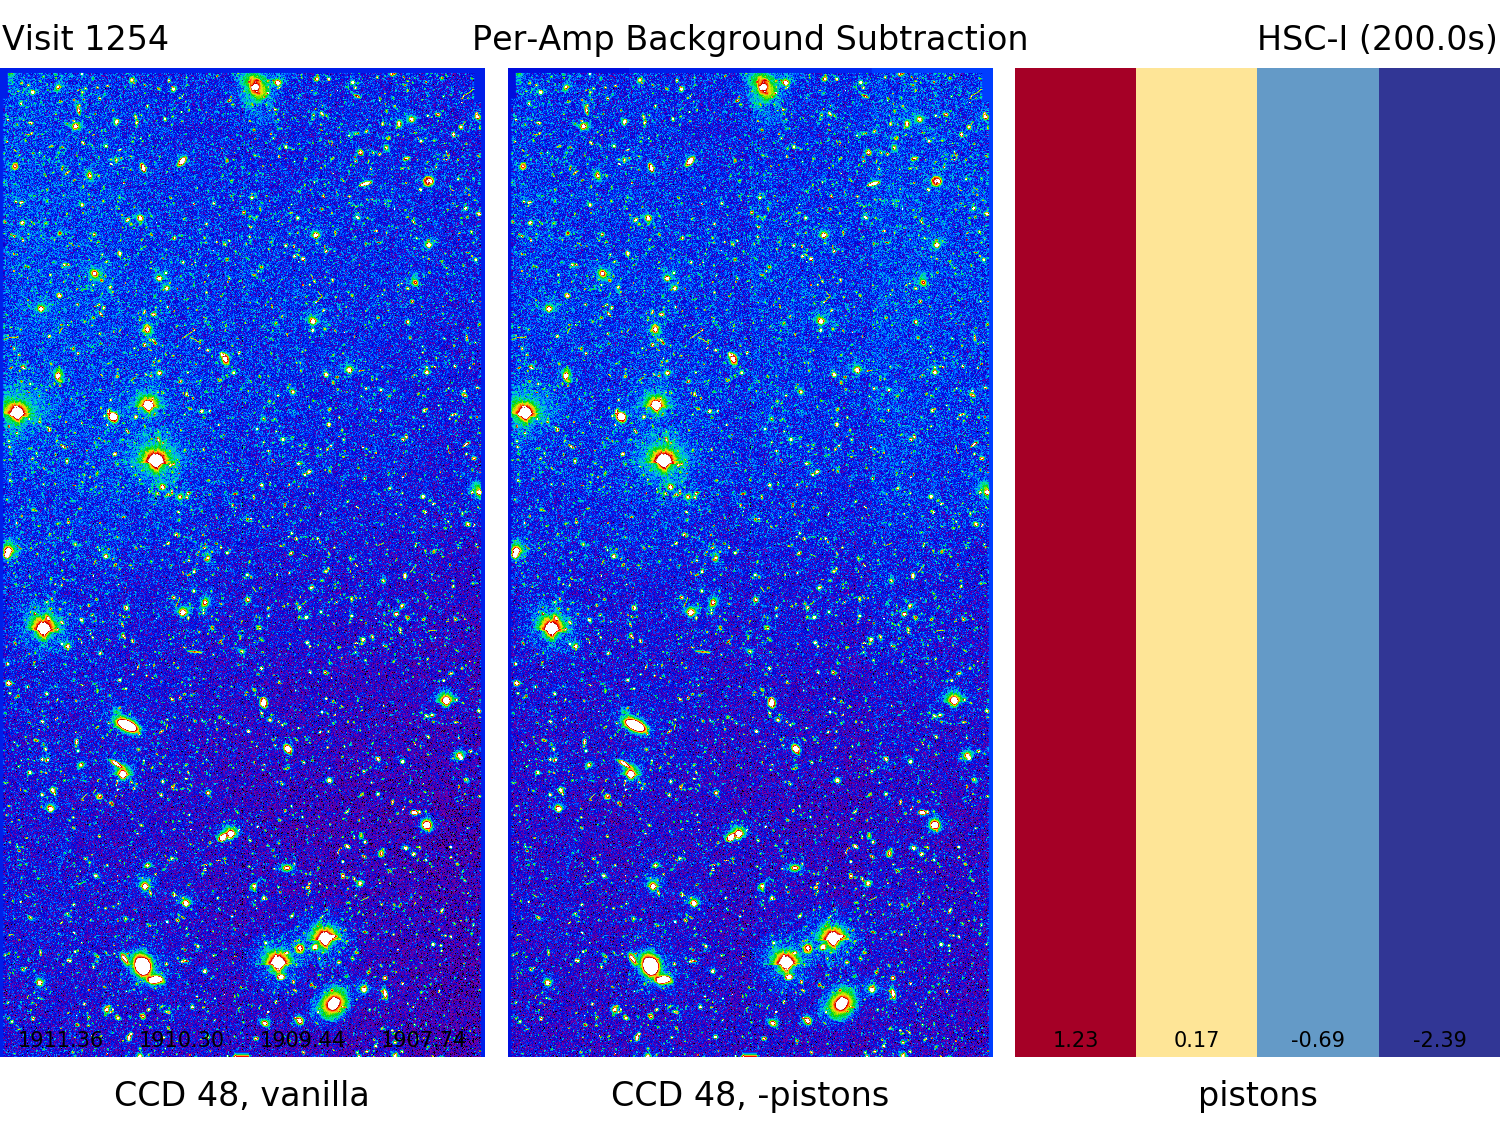 Visit 1254 Per-Amp Background Subtraction HSC-I (200.0s)
1911.36 1910.30 1909.44 1907.74 1.23 0.17 -0.69 -2.39
CCD 48, vanilla CCD 48, -pistons pistons